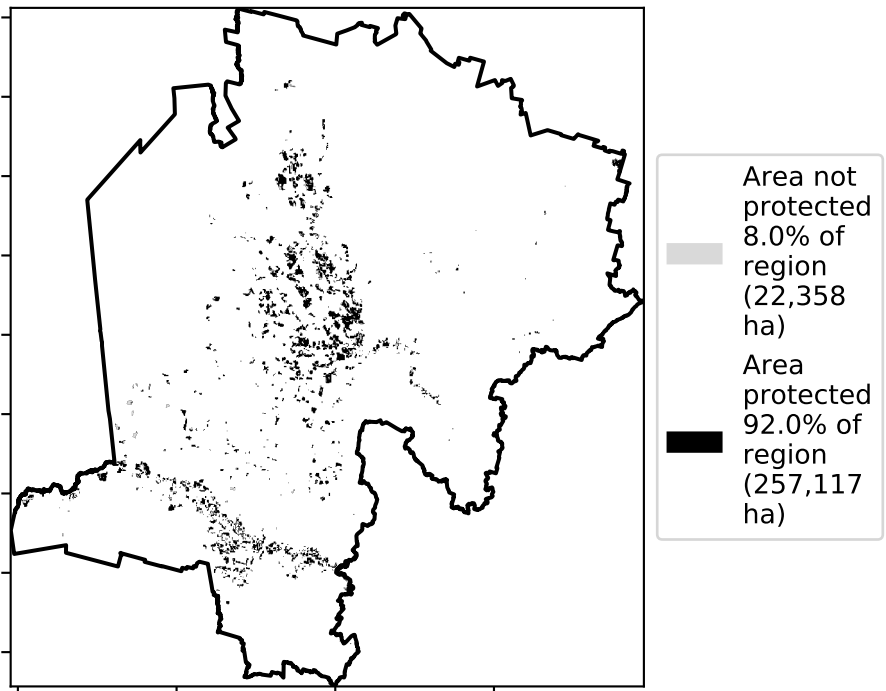 Area not
protected
8.0% of
region
(22,358
ha)
Area
protected
92.0% of
region
(257,117
ha)